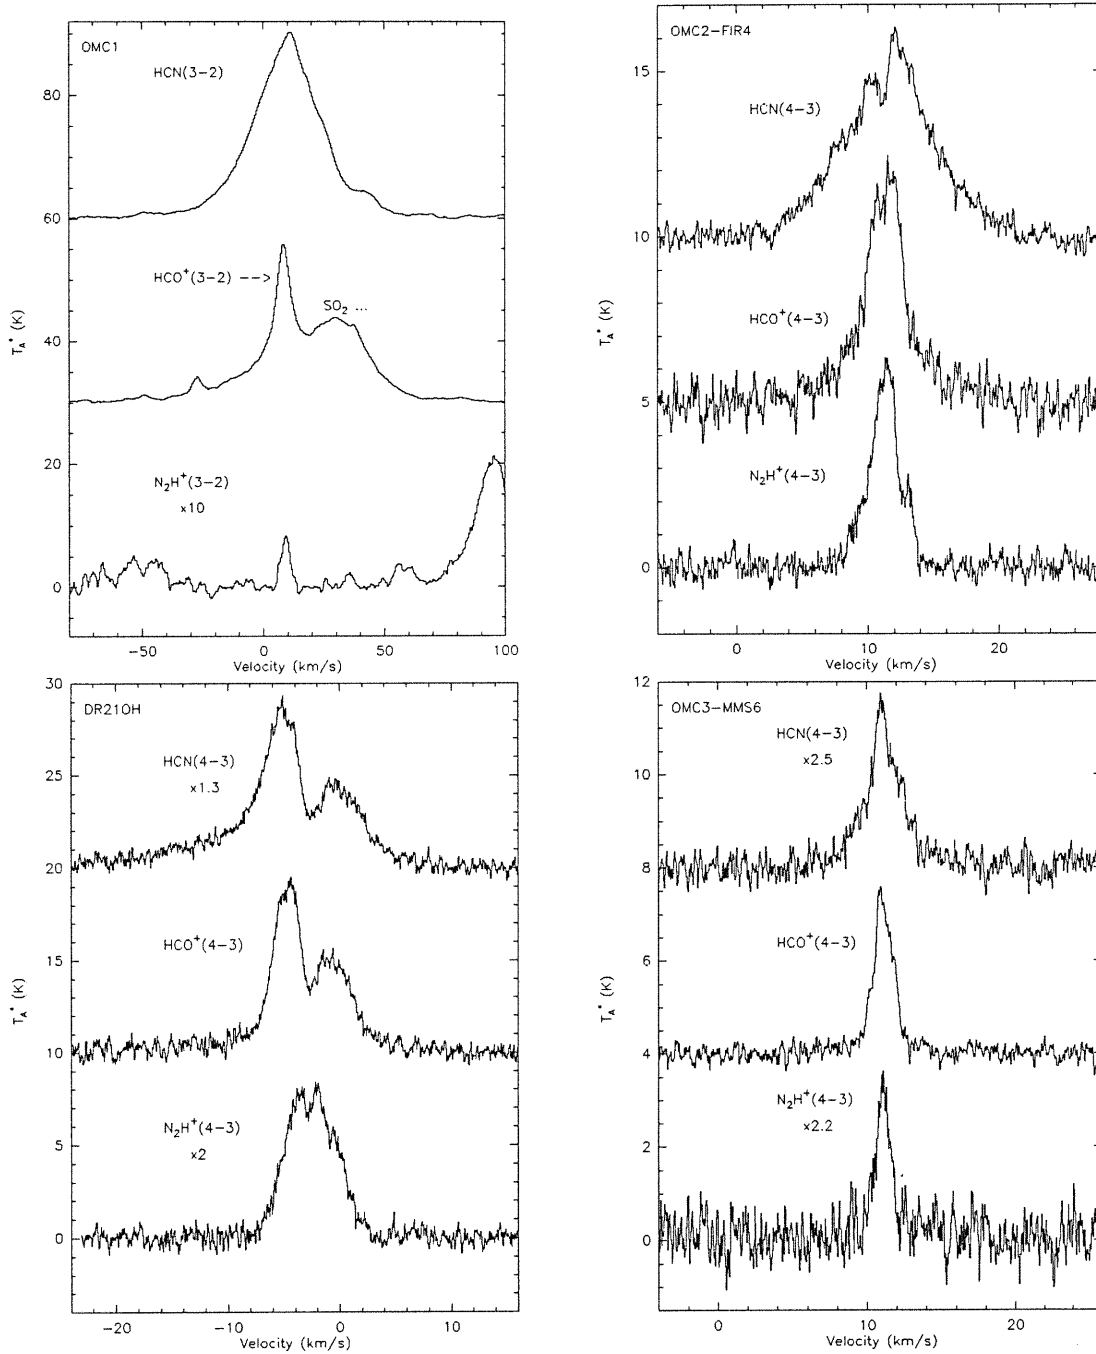 OMC1
HCN(3-2)
HCO⁺(3-2) -->
SO₂ ...
N₂H⁺(3-2)
×10
80
60
40
20
0
T_A* (K)
-50
0
50
100
Velocity (km/s)
OMC2-FIR4
HCN(4-3)
HCO⁺(4-3)
N₂H⁺(4-3)
15
10
5
0
T_A* (K)
0
10
20
Velocity (km/s)
DR21OH
HCN(4-3)
×1.3
HCO⁺(4-3)
N₂H⁺(4-3)
×2
30
25
20
15
10
5
0
T_A* (K)
-20
-10
0
10
Velocity (km/s)
OMC3-MMS6
HCN(4-3)
×2.5
HCO⁺(4-3)
N₂H⁺(4-3)
×2.2
12
10
8
6
4
2
0
T_A* (K)
0
10
20
Velocity (km/s)